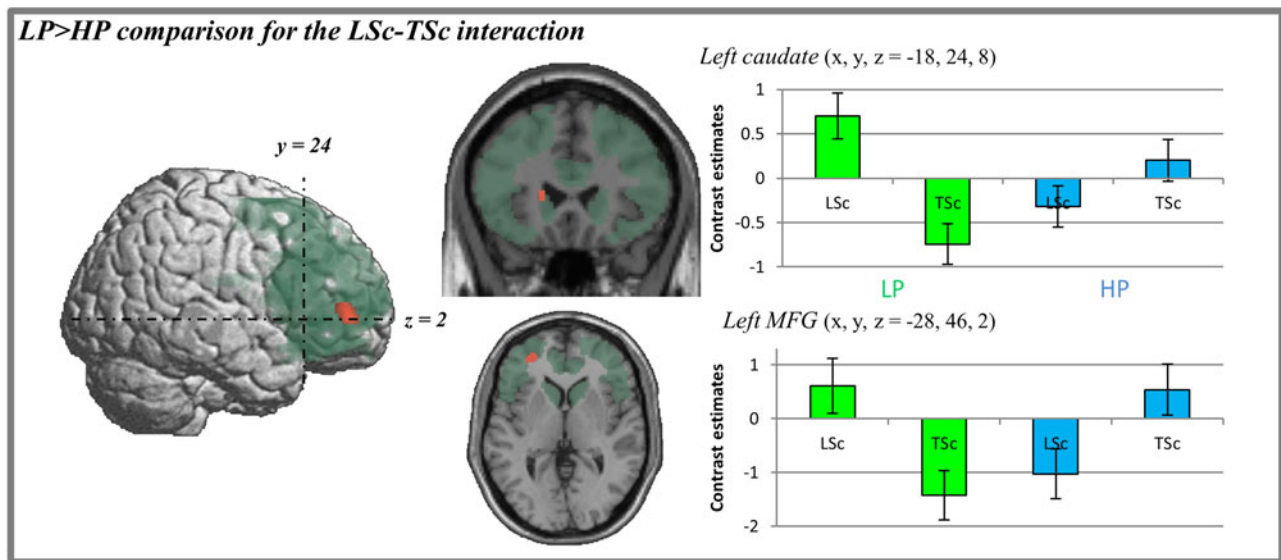 LP>HP comparison for the LSc-TSc interaction
y = 24
z = 2
Left caudate (x, y, z = -18, 24, 8)
Contrast estimates
1
0.5
0
-0.5
-1
LSc
TSc
LSc
TSc
LP
HP
Left MFG (x, y, z = -28, 46, 2)
Contrast estimates
1
0
-1
-2
LSc
TSc
LSc
TSc